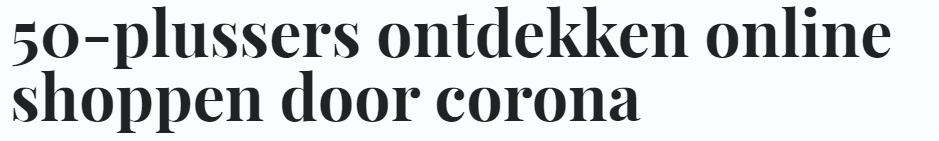 50-plussers ontdekken online
shoppen door corona